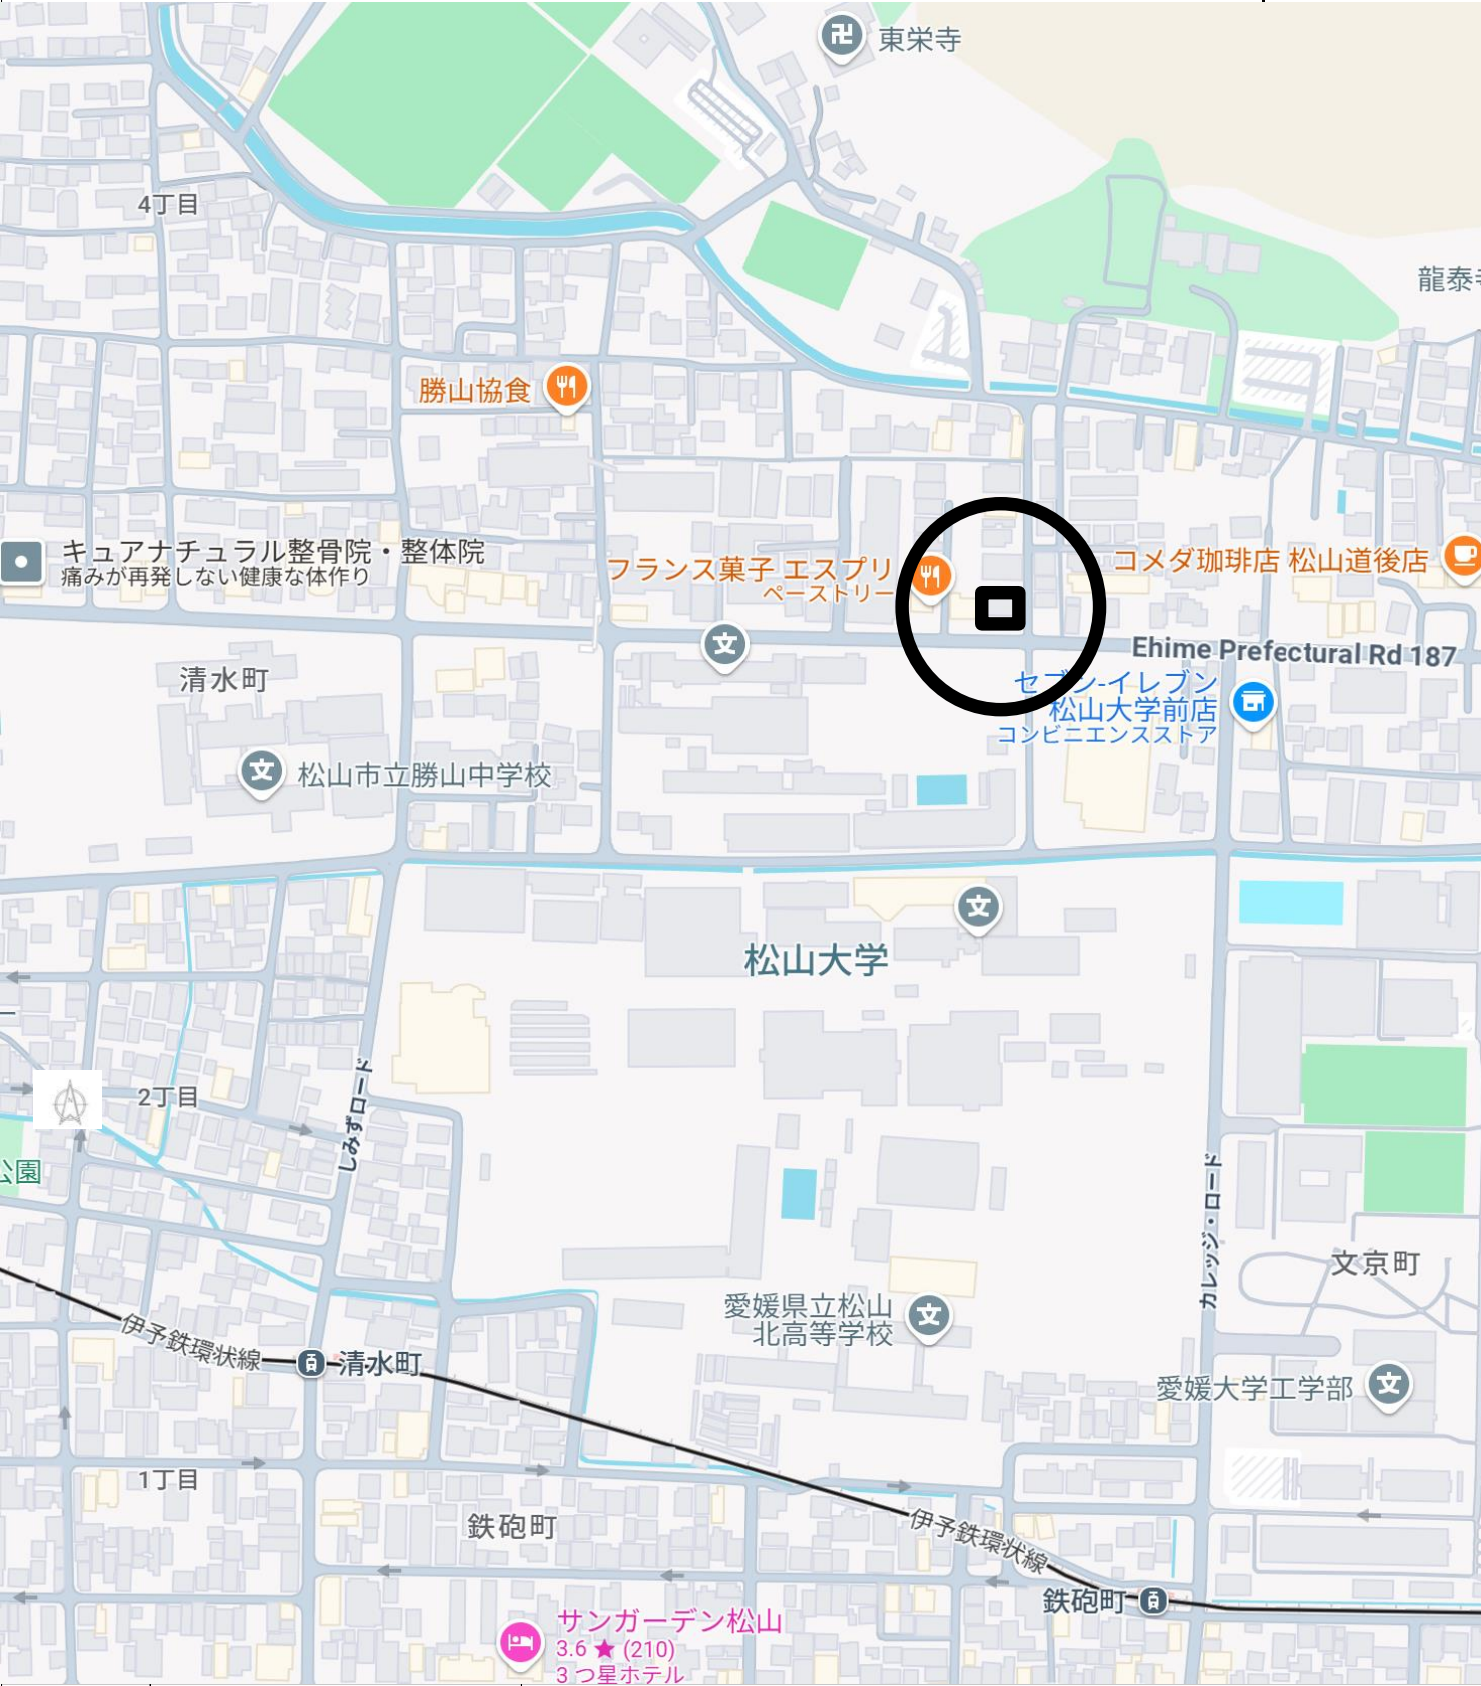 東栄寺
4丁目
龍泰寺
勝山協食
キュアナチュラル整骨院・整体院
痛みが再発しない健康な体作り
フランス菓子 エスプリ
ペーストリー
コメダ珈琲店 松山道後店
Ehime Prefectural Rd 187
清水町
セブン-イレブン
松山大学前店
コンビニエンスストア
松山市立勝山中学校
松山大学
2丁目
しみずロード
公園
カレッジ・ロード
文京町
愛媛県立松山
北高等学校
伊予鉄環状線
清水町
愛媛大学工学部
1丁目
鉄砲町
伊予鉄環状線
鉄砲町
サンガーデン松山
3.6 ★ (210)
3 つ星ホテル